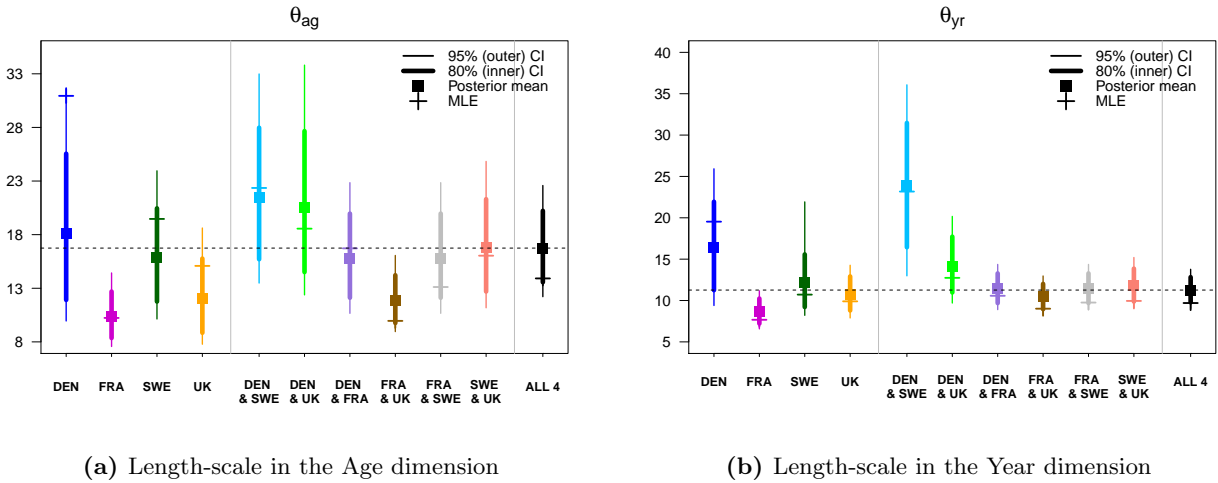 θag
95% (outer) CI
80% (inner) CI
Posterior mean
MLE
33
28
23
18
13
8
DEN
FRA
SWE
UK
DEN & SWE
DEN & UK
DEN & FRA
FRA & UK
FRA & SWE
SWE & UK
ALL 4
(a) Length-scale in the Age dimension
θyr
95% (outer) CI
80% (inner) CI
Posterior mean
MLE
40
35
30
25
20
15
10
5
DEN
FRA
SWE
UK
DEN & SWE
DEN & UK
DEN & FRA
FRA & UK
FRA & SWE
SWE & UK
ALL 4
(b) Length-scale in the Year dimension